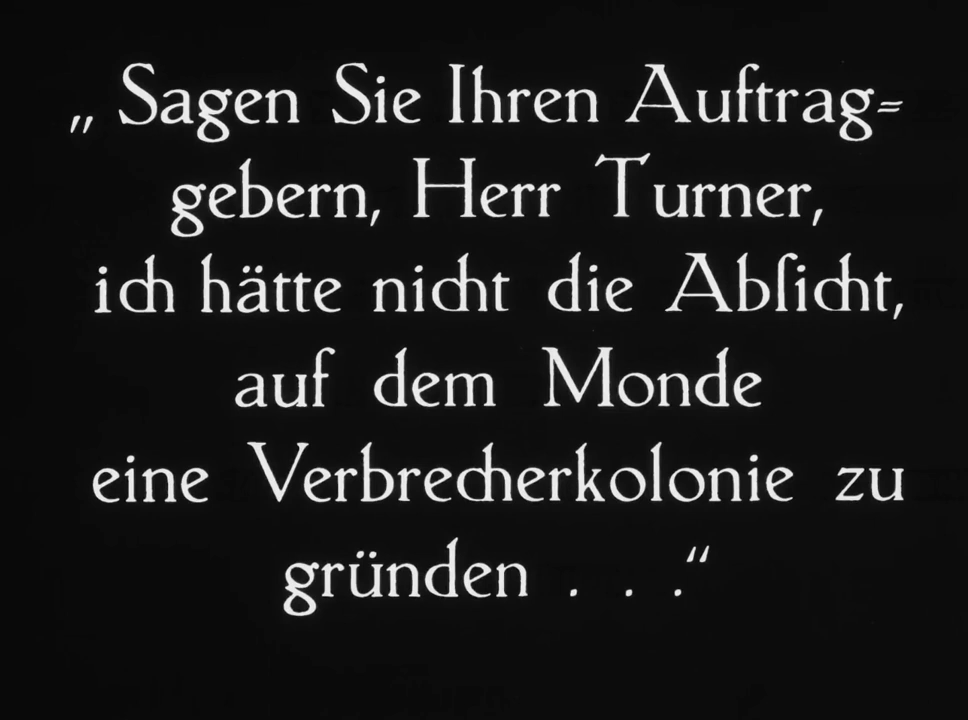 „Sagen Sie Ihren Auftrag=
gebern, Herr Turner,
ich hätte nicht die Abſicht,
auf dem Monde
eine Verbrecherkolonie zu
gründen . . .“